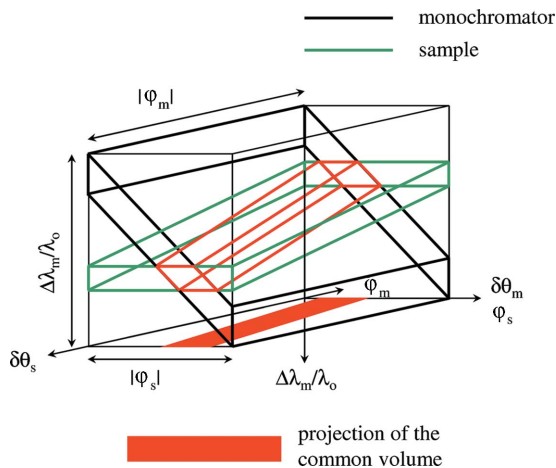 monochromator
sample
|φm|
Δλm/λo
φm
δθm
φs
δθs
|φs|
Δλm/λo
projection of the
common volume